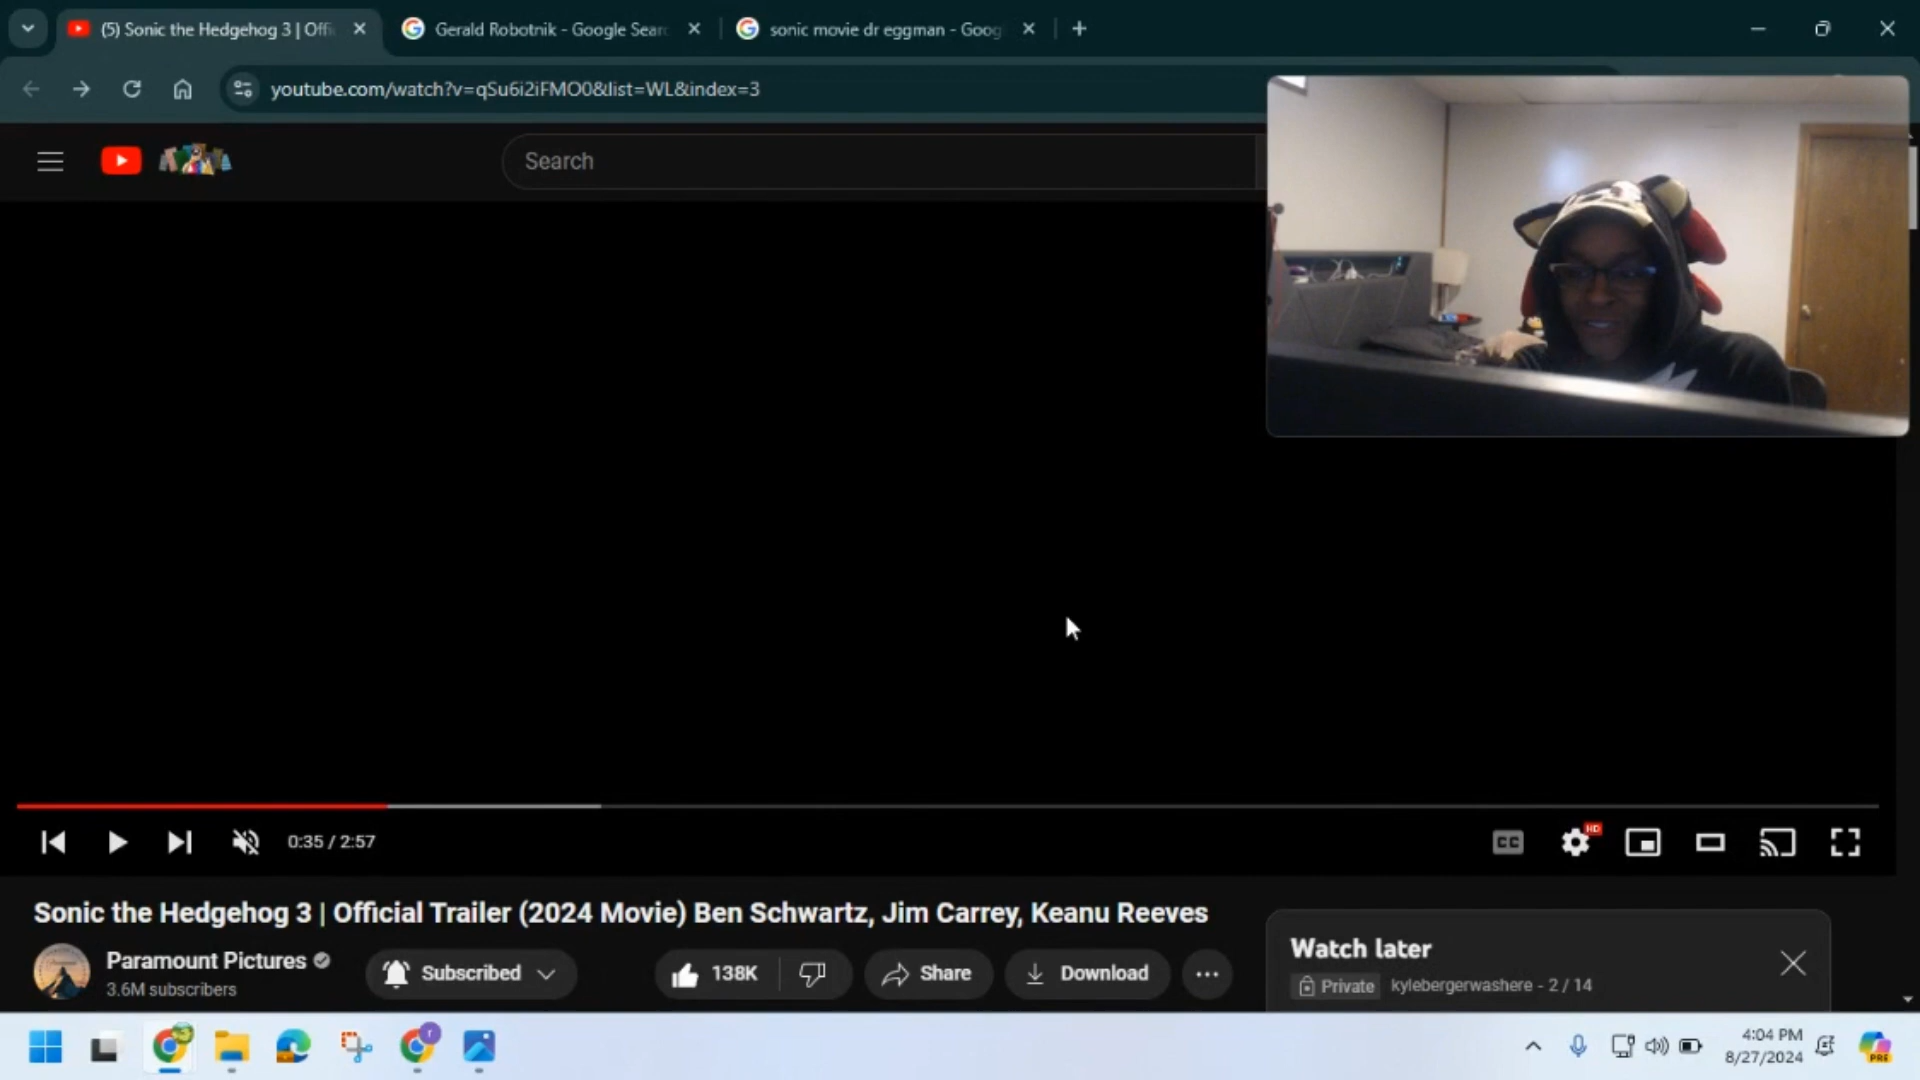 (5) Sonic the Hedgehog 3 | Offi
Gerald Robotnik - Google Sear
sonic movie dr eggman - Goog
youtube.com/watch?v=qSu6i2iFMO0&list=WL&index=3
Search
0:35 / 2:57
CC
HD
Sonic the Hedgehog 3 | Official Trailer (2024 Movie) Ben Schwartz, Jim Carrey, Keanu Reeves
Paramount Pictures
3.6M subscribers
Subscribed
138K
Share
Download
Watch later
Private
kylebergerwashere - 2 / 14
4:04 PM
8/27/2024
PRE